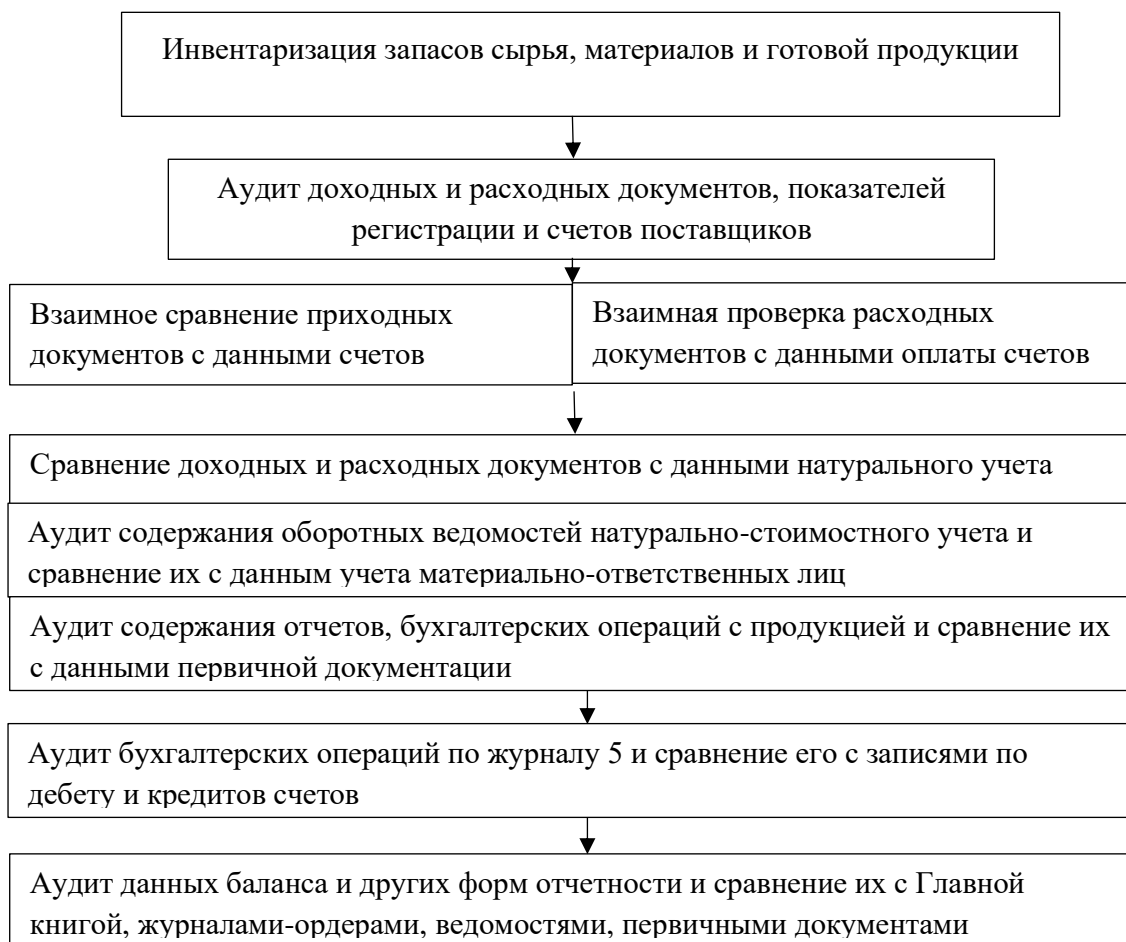 Инвентаризация запасов сырья, материалов и готовой продукции
Аудит доходных и расходных документов, показателей
регистрации и счетов поставщиков
Взаимное сравнение приходных
документов с данными счетов
Взаимная проверка расходных
документов с данными оплаты счетов
Сравнение доходных и расходных документов с данными натурального учета
Аудит содержания оборотных ведомостей натурально-стоимостного учета и
сравнение их с данным учета материально-ответственных лиц
Аудит содержания отчетов, бухгалтерских операций с продукцией и сравнение их
с данными первичной документации
Аудит бухгалтерских операций по журналу 5 и сравнение его с записями по
дебету и кредитов счетов
Аудит данных баланса и других форм отчетности и сравнение их с Главной
книгой, журналами-ордерами, ведомостями, первичными документами